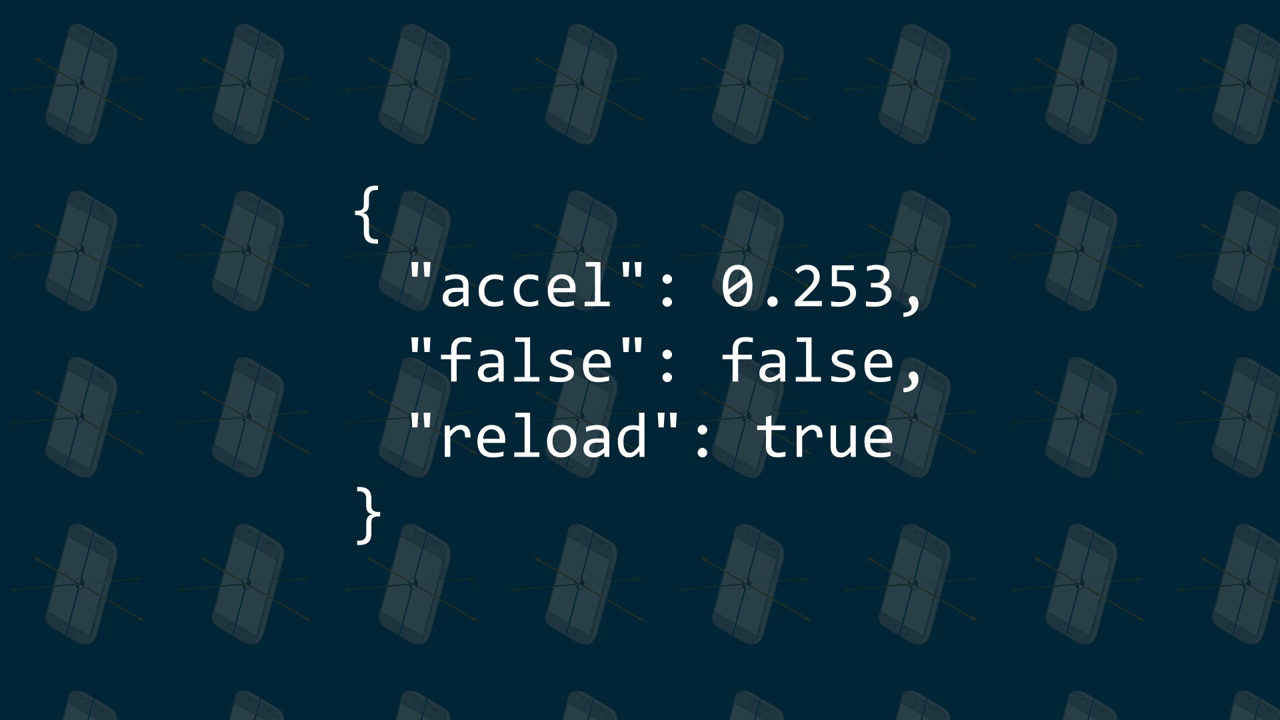 {
"accel": 0.253,
"false": false,
"reload": true
}